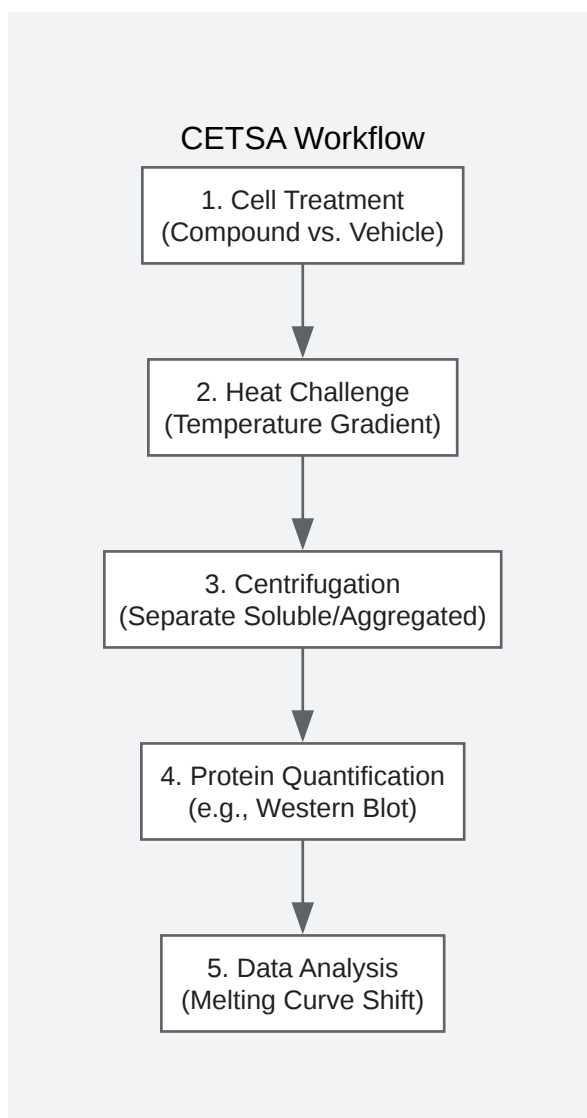 CETSA Workflow
1. Cell Treatment
(Compound vs. Vehicle)
2. Heat Challenge
(Temperature Gradient)
3. Centrifugation
(Separate Soluble/Aggregated)
4. Protein Quantification
(e.g., Western Blot)
5. Data Analysis
(Melting Curve Shift)